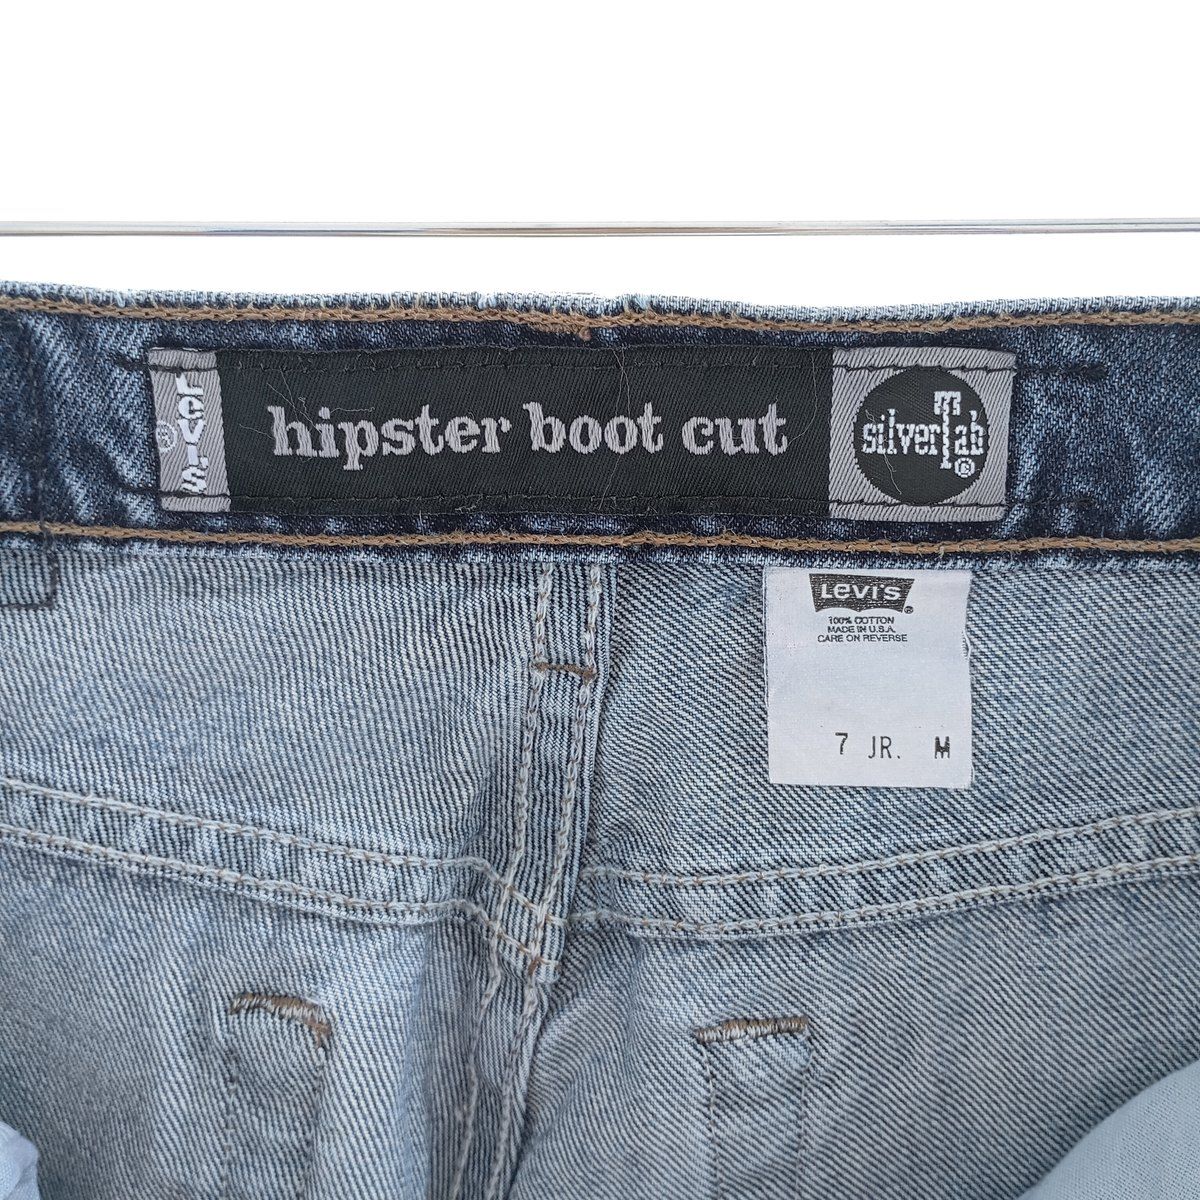 LEVI'S ®
hipster boot cut
silverTab ®
LEVI'S ®
100% COTTON
MADE IN U.S.A.
CARE ON REVERSE
7 JR. M